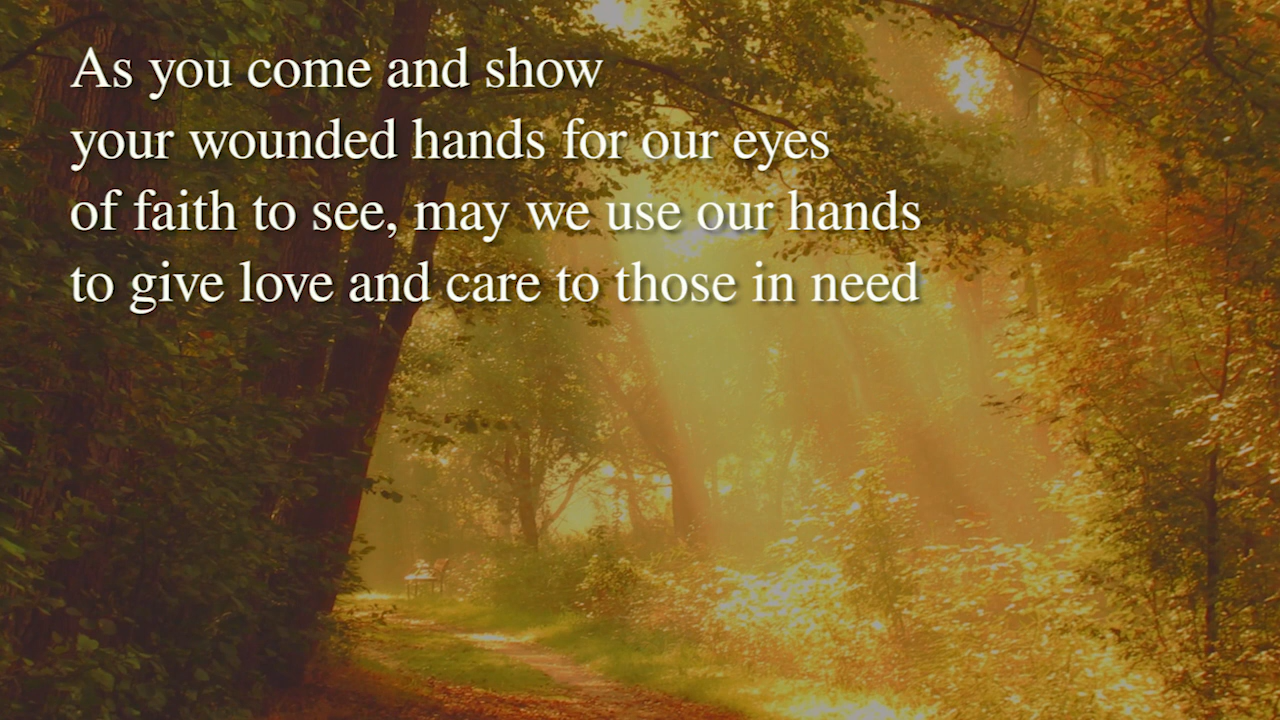 As you come and show
your wounded hands for our eyes
of faith to see, may we use our hands
to give love and care to those in need